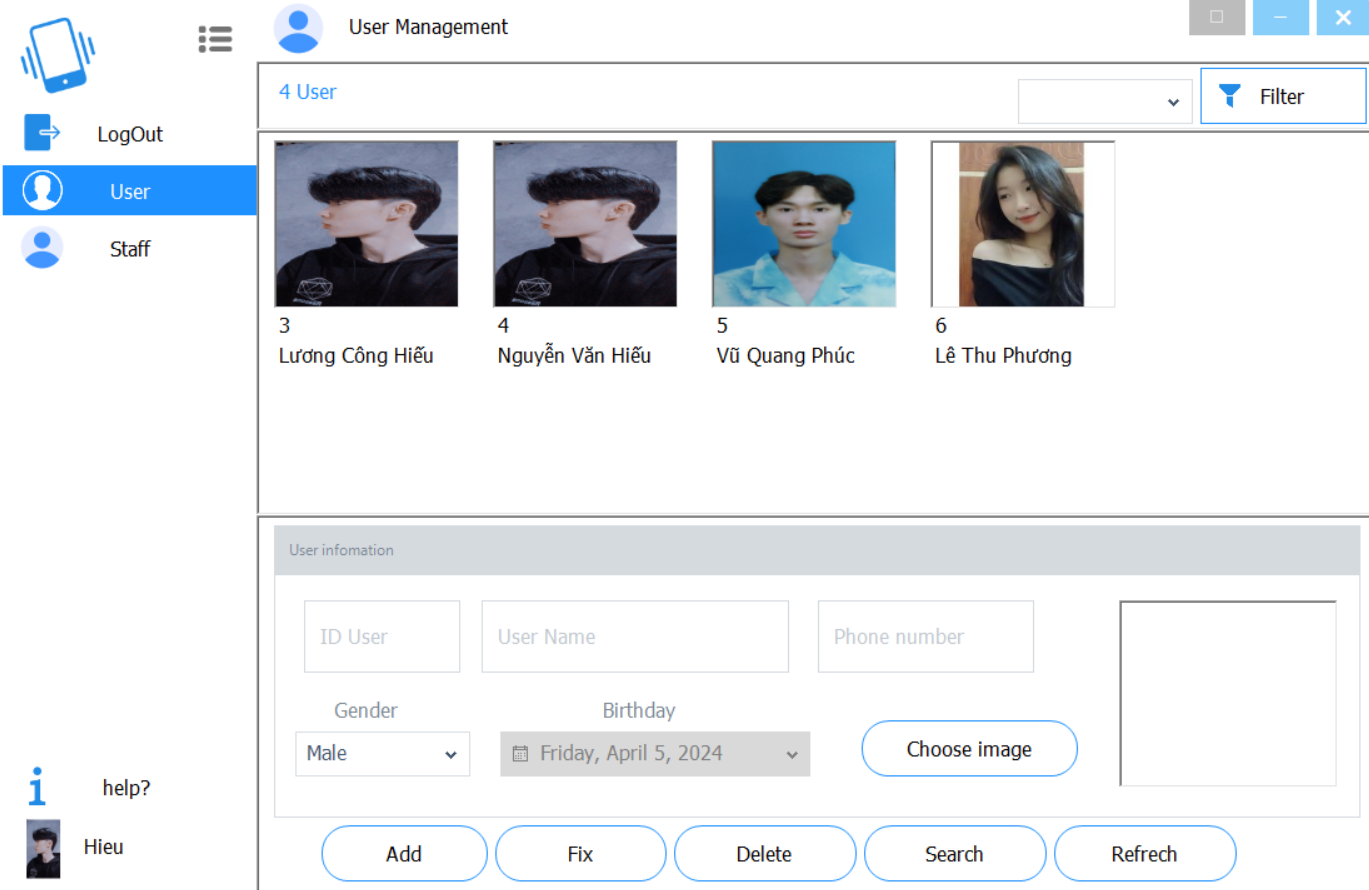 User Management
4 User
Filter
LogOut
User
Staff
3
Lương Công Hiếu
4
Nguyễn Văn Hiếu
5
Vũ Quang Phúc
6
Lê Thu Phương
User infomation
ID User
User Name
Phone number
Gender
Birthday
Male
Friday, April 5, 2024
Choose image
help?
Hieu
Add
Fix
Delete
Search
Refrech